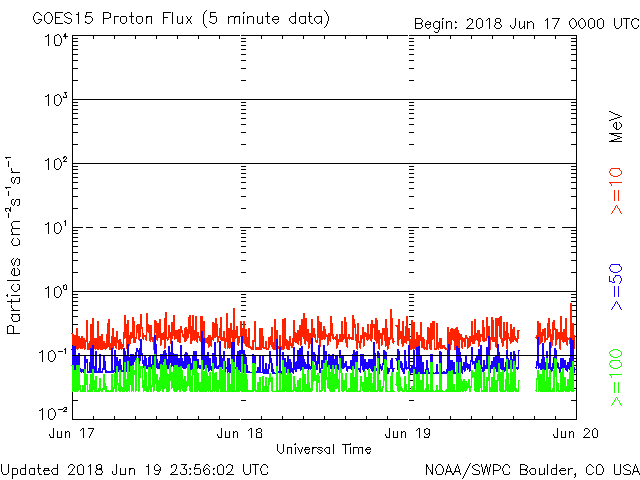 GOES15 Proton Flux (5 minute data)
Begin: 2018 Jun 17 0000 UTC
10⁴
10³
10²
10¹
10⁰
10⁻¹
10⁻²
Particles cm⁻²s⁻¹sr⁻¹
MeV
>=10
>=50
>=100
Jun 17 Jun 18 Jun 19 Jun 20
Universal Time
Updated 2018 Jun 19 23:56:02 UTC
NOAA/SWPC Boulder, CO USA